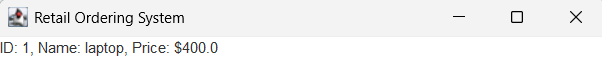 Retail Ordering System
ID: 1, Name: laptop, Price: $400.0